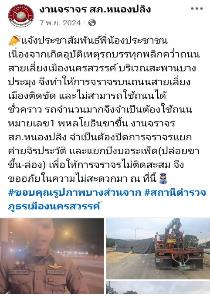 งานจราจร สภ.หนองปลิง
7 พ.ย. 2024
แจ้งประชาสัมพันธ์พี่น้องประชาชน
เนื่องจากเกิดอุบัติเหตุรถบรรทุกพลิกคว่ำถนน
สายเลี่ยงเมืองนครสวรรค์ บริเวณสะพานบาง
ประมุง จึงทำให้การจราจรบนถนนสายเลี่ยง
เมืองติดขัด และไม่สามารถใช้ถนนได้
ชั่วคราว รถจำนวนมากจึงจำเป็นต้องใช้ถนน
หมายเลข1 พหลโยธินขาขึ้น งานจราจร
สภ.หนองปลิง จำเป็นต้องปิดการจราจรแยก
ค่ายจิรประวัติ และแยกบึงบอระเพ็ด(ปล่อยขา
ขึ้น-ล่อง) เพื่อให้การจราจรไม่ติดสะสม จึง
ขออภัยในความไม่สะดวกมา ณ ที่นี้
#ขอบคุณรูปภาพบางส่วนจาก #สถานีตำรวจ
ภูธรเมืองนครสวรรค์